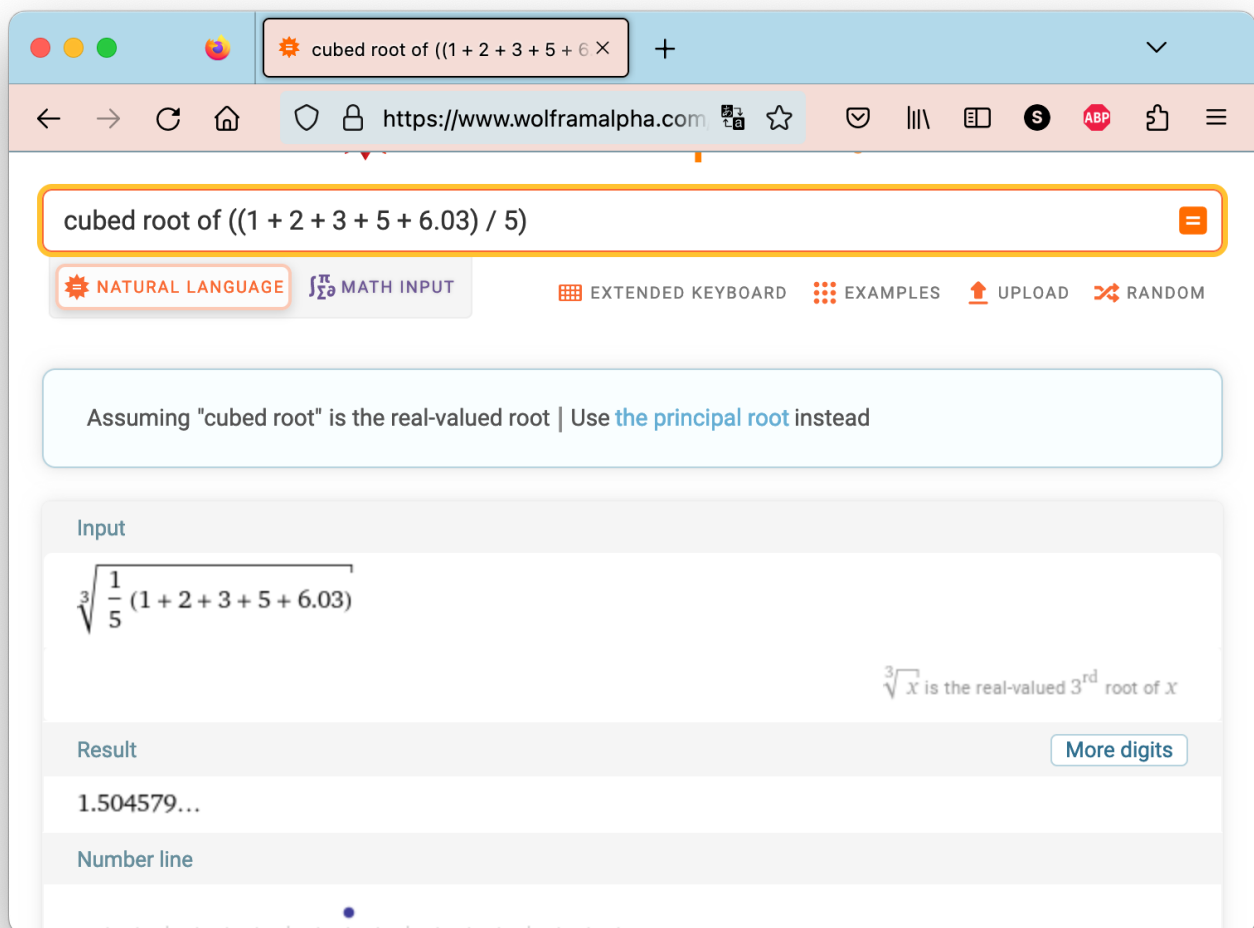 cubed root of ((1 + 2 + 3 + 5 + 6
https://www.wolframalpha.com
S
ABP
cubed root of ((1 + 2 + 3 + 5 + 6.03) / 5)
NATURAL LANGUAGE
∫π∑∂ MATH INPUT
EXTENDED KEYBOARD
EXAMPLES
UPLOAD
RANDOM
Assuming "cubed root" is the real-valued root | Use the principal root instead
Input
∛(1/5 (1 + 2 + 3 + 5 + 6.03))
∛x is the real-valued 3rd root of x
Result
More digits
1.504579…
Number line